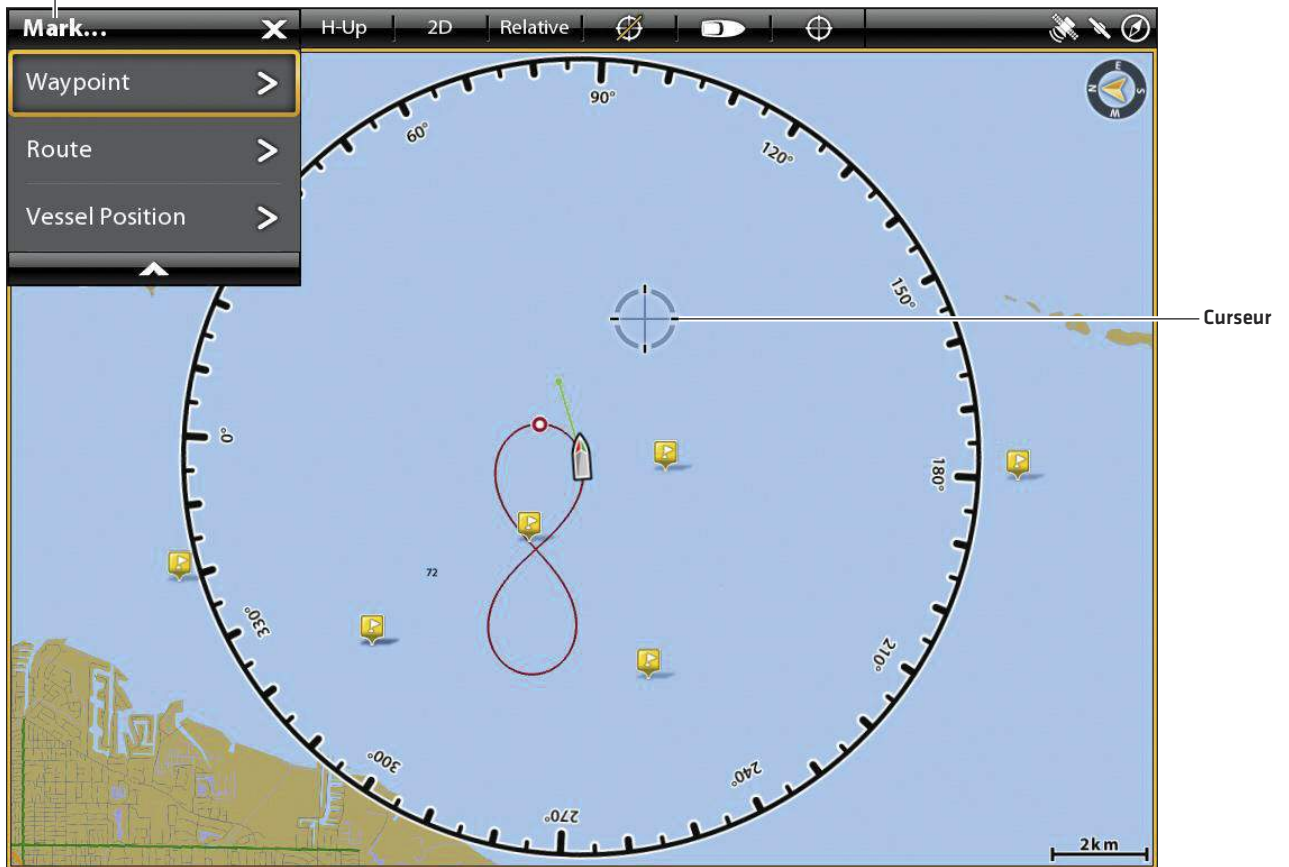 Mark...
H-Up
2D
Relative
Waypoint
Route
Vessel Position
E
N
S
W
60°
90°
120°
150°
Curseur
0°
180°
72
330°
210°
300°
240°
270°
2km